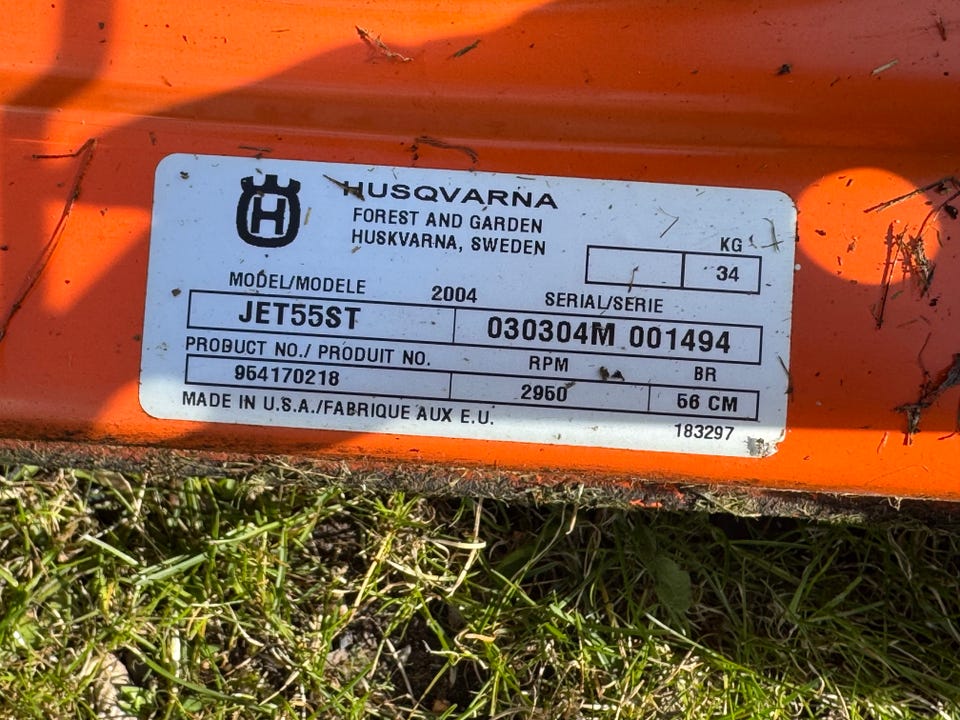 H
HUSQVARNA
FOREST AND GARDEN
HUSKVARNA, SWEDEN
KG
34
MODEL/MODELE 2004 SERIAL/SERIE
JET55ST 030304M 001494
PRODUCT NO./ PRODUIT NO. RPM BR
954170218 2950 56 CM
MADE IN U.S.A./FABRIQUE AUX E.U. 183297